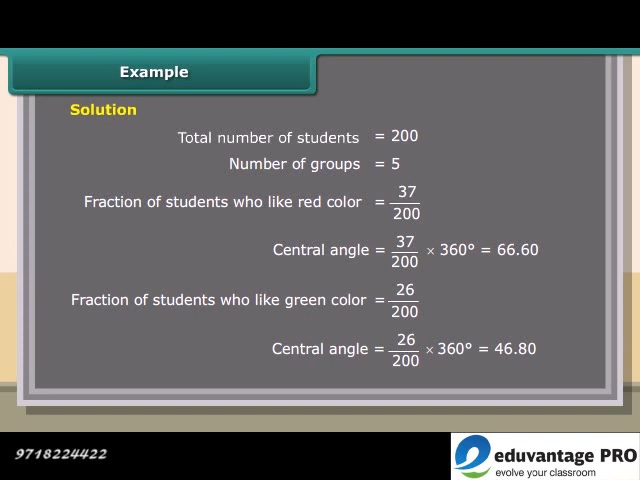 Example
Solution
Total number of students = 200
Number of groups = 5
Fraction of students who like red color = 37/200
Central angle = 37/200 × 360° = 66.60
Fraction of students who like green color = 26/200
Central angle = 26/200 × 360° = 46.80
9718224422
eduvantage PRO
evolve your classroom